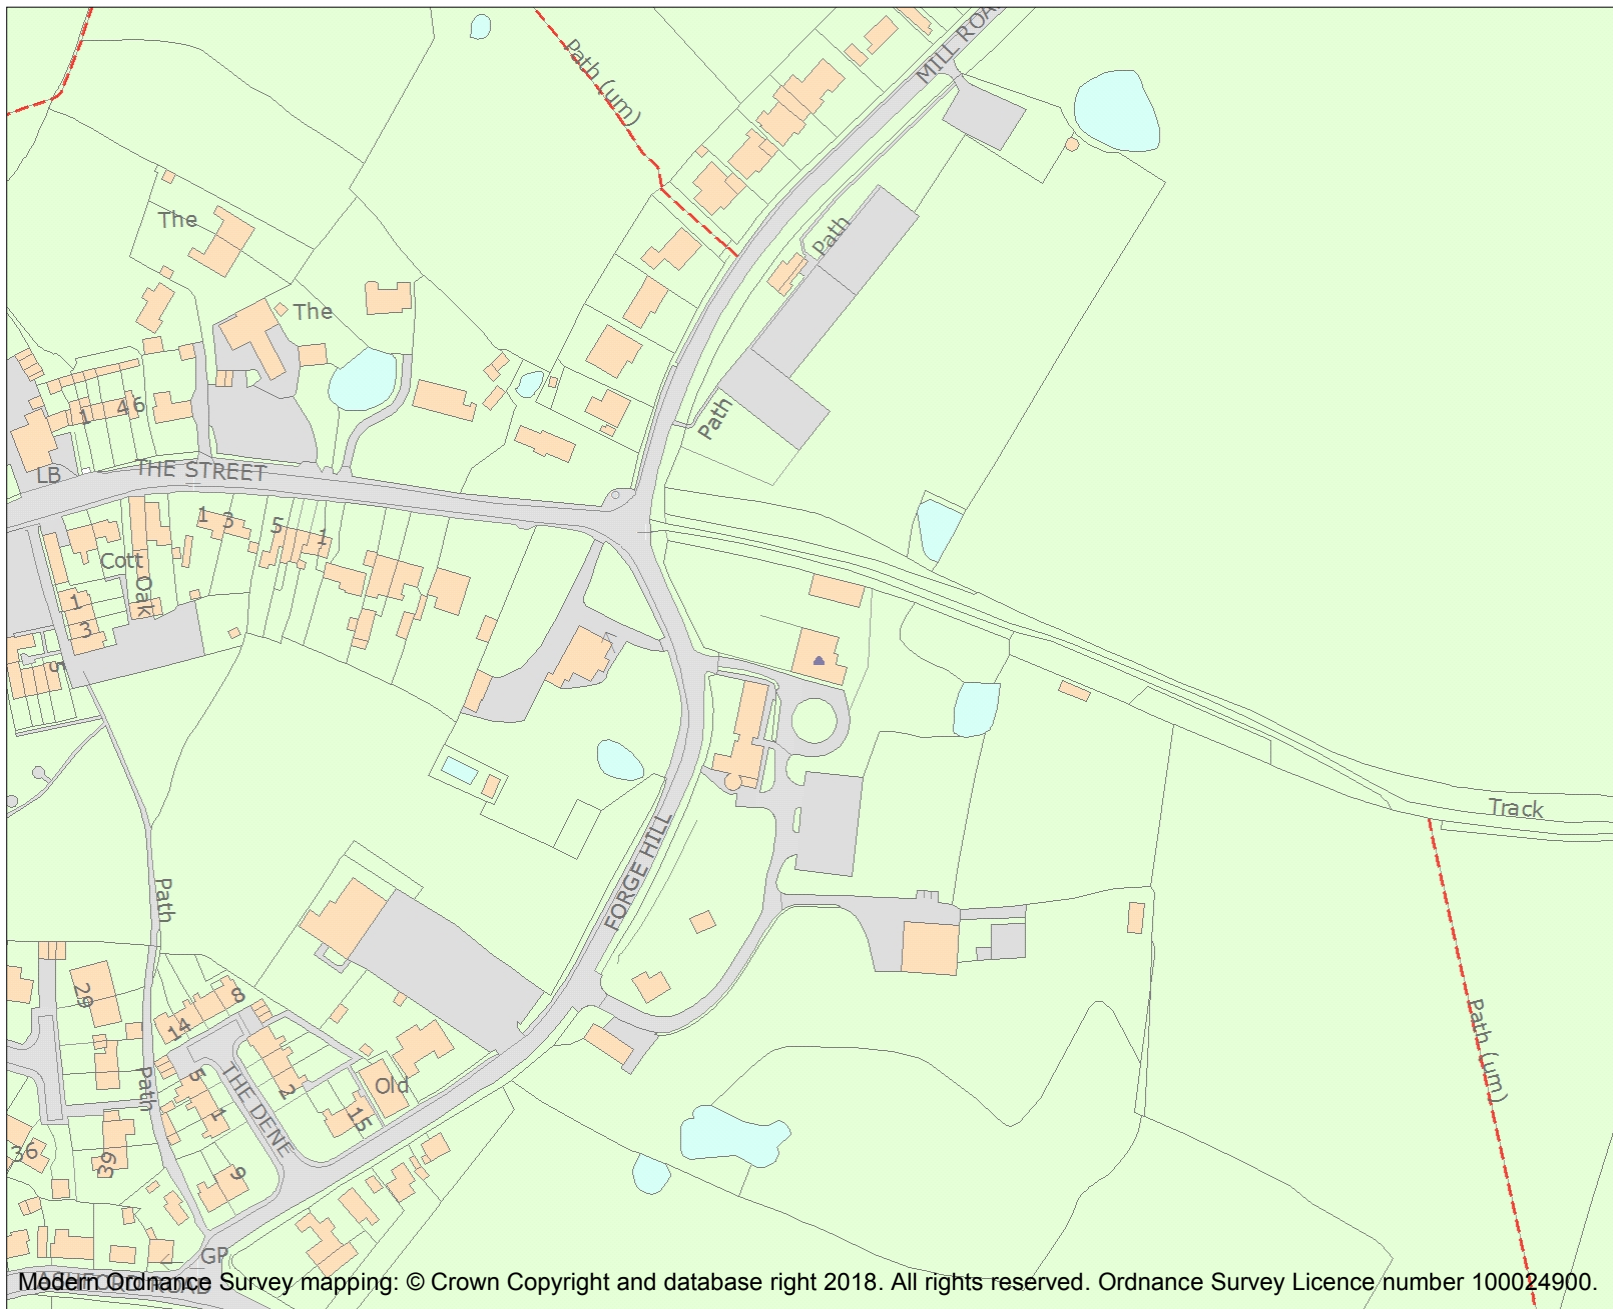 MILL ROA
Path (um)
The
Path
The
1
4 6
Path
LB
THE STREET
1
3
5
1
Cott
Oak
1
3
5
Track
FORGE HILL
Path
Path (um)
29
8
14
Path
5
1
THE DENE
2
Old
15
36
39
9
GP
ASHFORD ROAD
Modern Ordnance Survey mapping: © Crown Copyright and database right 2018. All rights reserved. Ordnance Survey Licence number 100024900.